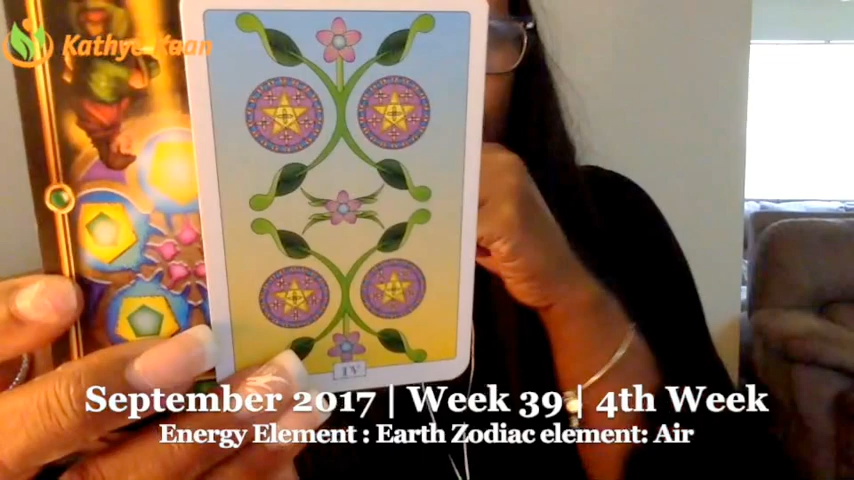 Kathye Kaan
IV
September 2017 | Week 39 | 4th Week
Energy Element : Earth Zodiac element: Air